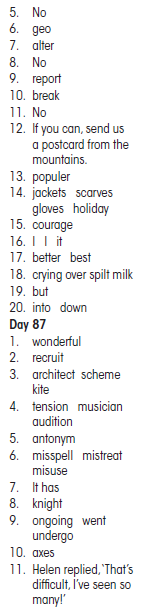 5. No
6. geo
7. alter
8. No
9. report
10. break
11. No
12. If you can, send us
a postcard from the
mountains.
13. populer
14. jackets scarves
gloves holiday
15. courage
16. I I it
17. better best
18. crying over spilt milk
19. but
20. into down
Day 87
1. wonderful
2. recruit
3. architect scheme
kite
4. tension musician
audition
5. antonym
6. misspell mistreat
misuse
7. It has
8. knight
9. ongoing went
undergo
10. axes
11. Helen replied, 'That's
difficult, I've seen so
many!'